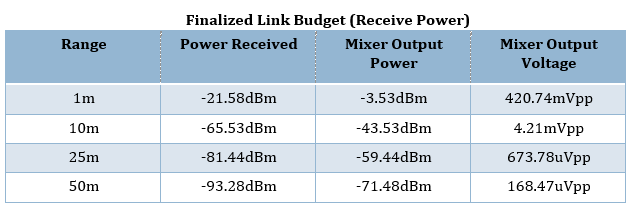 Finalized Link Budget (Receive Power)
Range Power Received Mixer Output Power Mixer Output Voltage
1m -21.58dBm -3.53dBm 420.74mVpp
10m -65.53dBm -43.53dBm 4.21mVpp
25m -81.44dBm -59.44dBm 673.78uVpp
50m -93.28dBm -71.48dBm 168.47uVpp